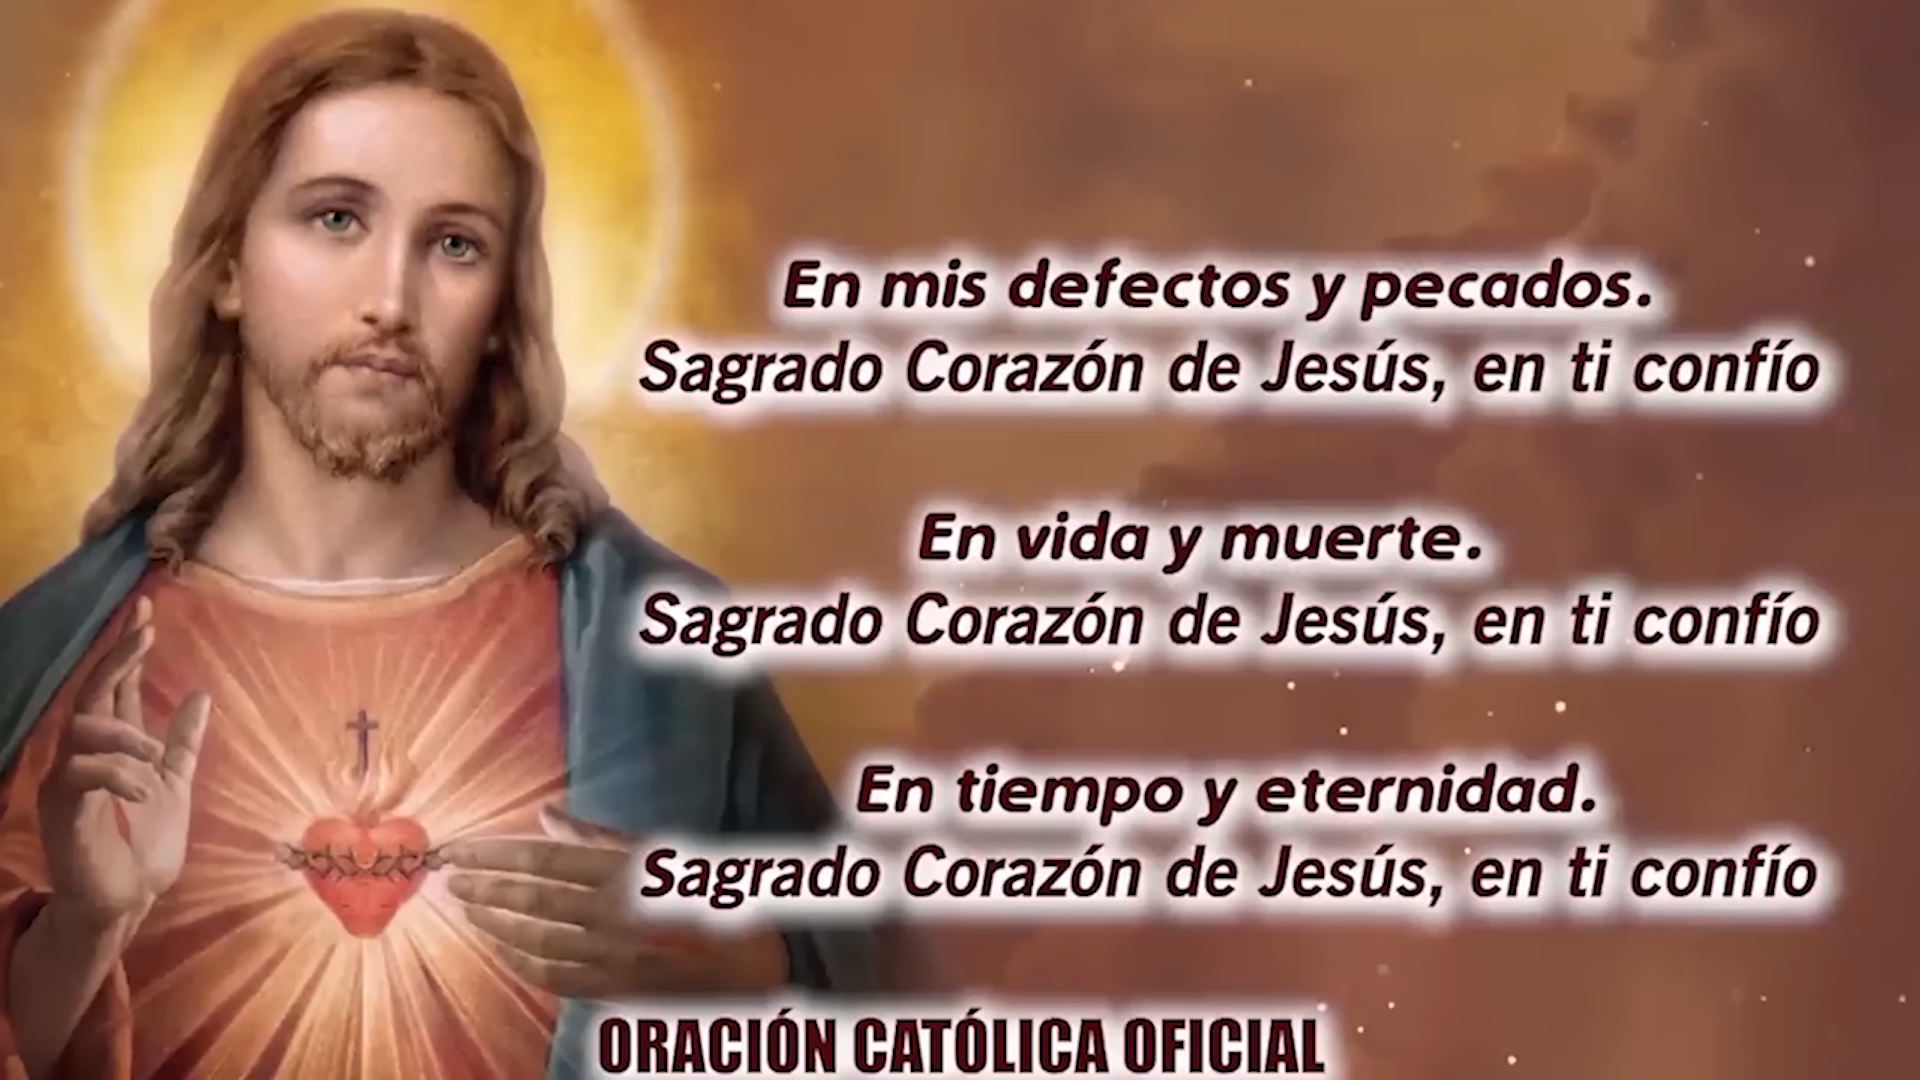 En mis defectos y pecados.
Sagrado Corazón de Jesús, en ti confío
En vida y muerte.
Sagrado Corazón de Jesús, en ti confío
En tiempo y eternidad.
Sagrado Corazón de Jesús, en ti confío
ORACIÓN CATÓLICA OFICIAL